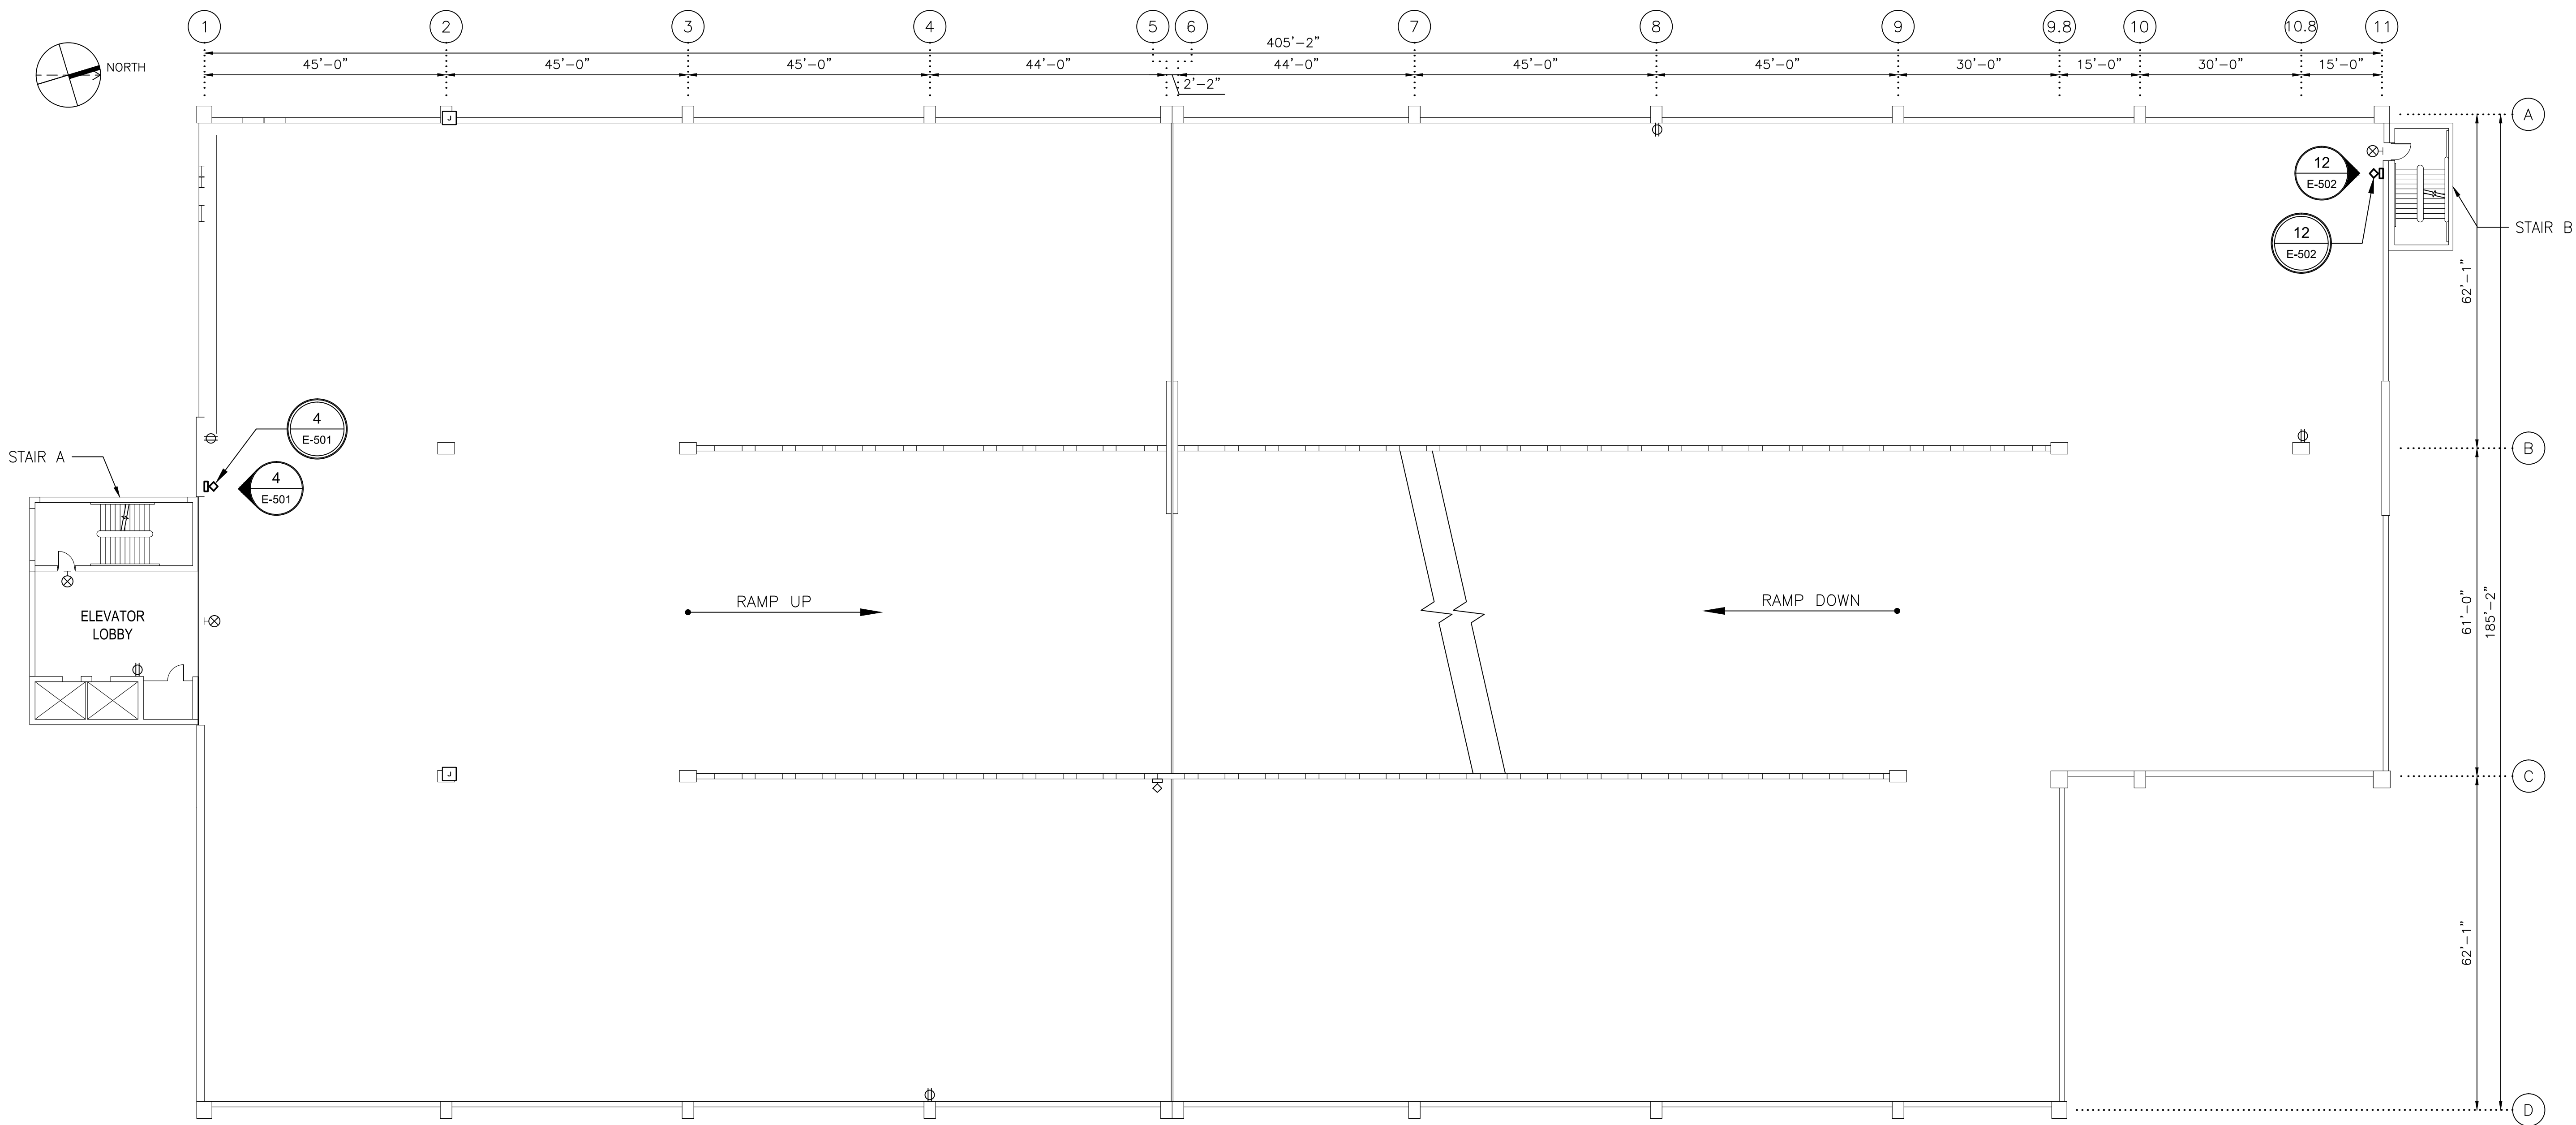 1 2 3 4 5 6 7 8 9 9.8 10 10.8 11
405'-2"
NORTH
45'-0" 45'-0" 45'-0" 44'-0" 44'-0" 45'-0" 45'-0" 30'-0" 15'-0" 30'-0" 15'-0"
2'-2"
J
A
12
E-502
12
E-502
STAIR B
62'-1"
4
E-501
STAIR A
B
4
E-501
RAMP UP
RAMP DOWN
61'-0"
185'-2"
ELEVATOR
LOBBY
J
C
62'-1"
D